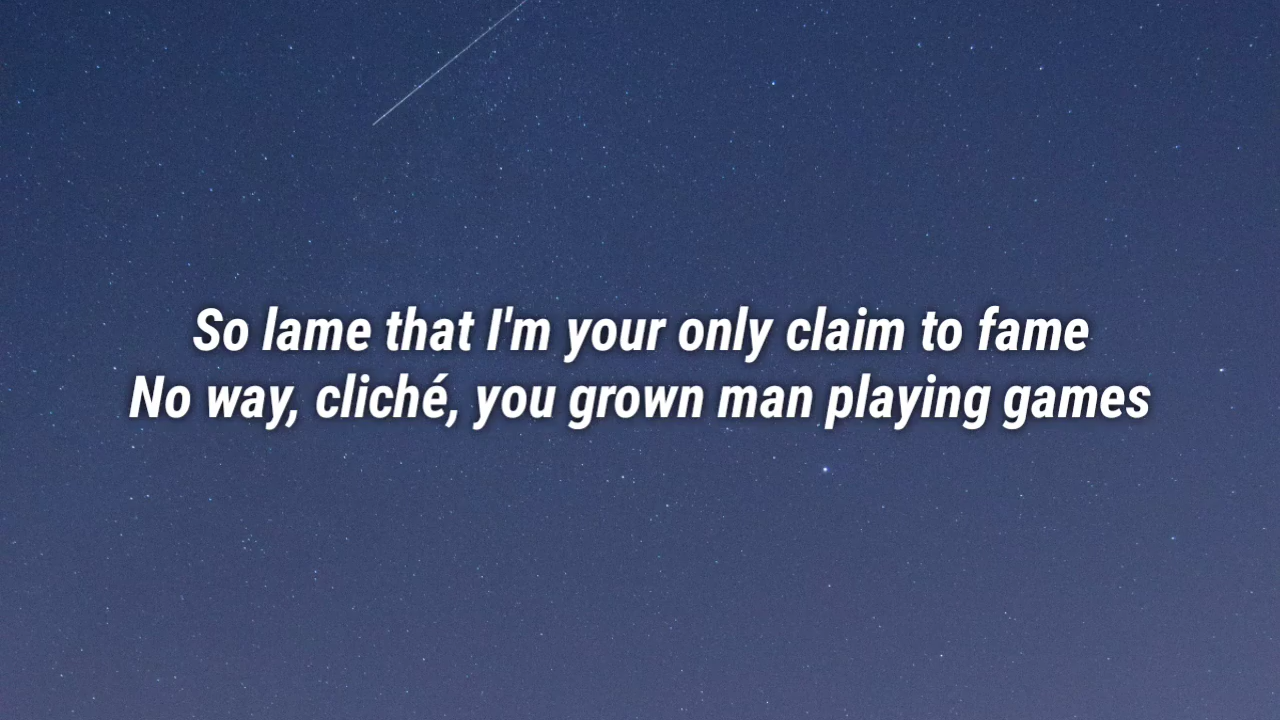 So lame that I'm your only claim to fame
No way, cliché, you grown man playing games